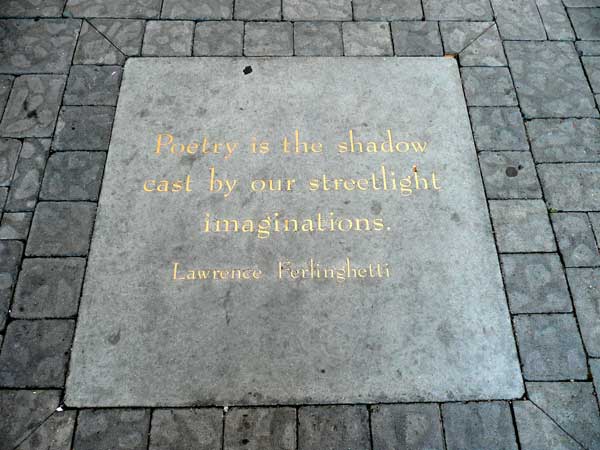 Poetry is the shadow
cast by our streetlight
imaginations.
Lawrence Ferlinghetti